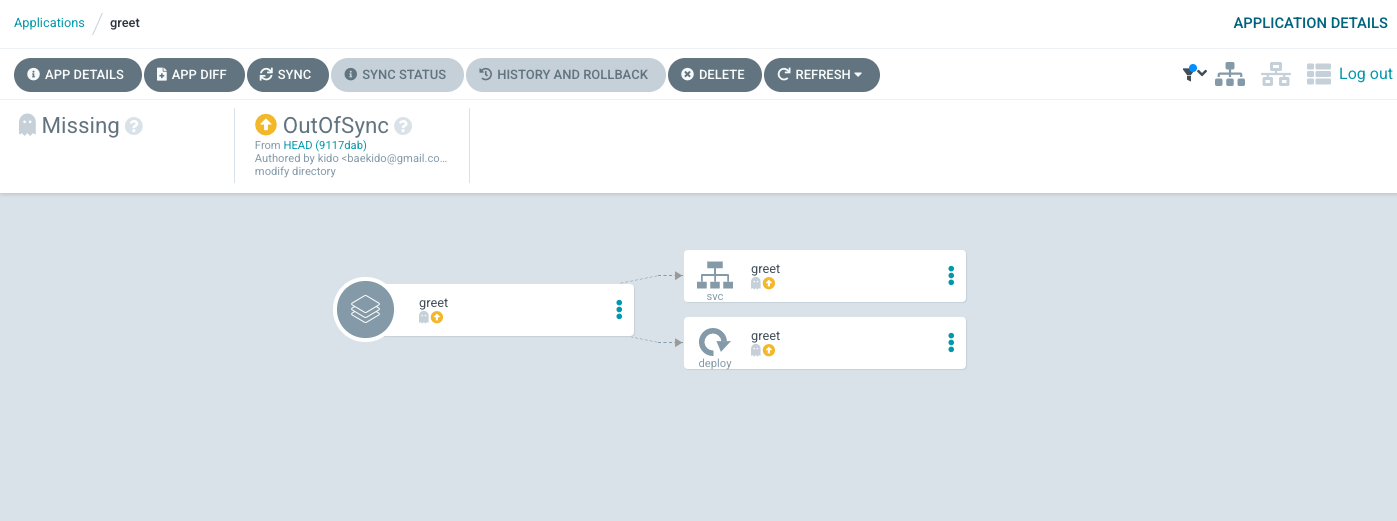 Applications / greet
APPLICATION DETAILS
APP DETAILS
APP DIFF
SYNC
SYNC STATUS
HISTORY AND ROLLBACK
DELETE
REFRESH
Log out
Missing
OutOfSync
From HEAD (9117dab)
Authored by kido <baekido@gmail.co...
modify directory
greet
greet
svc
greet
deploy